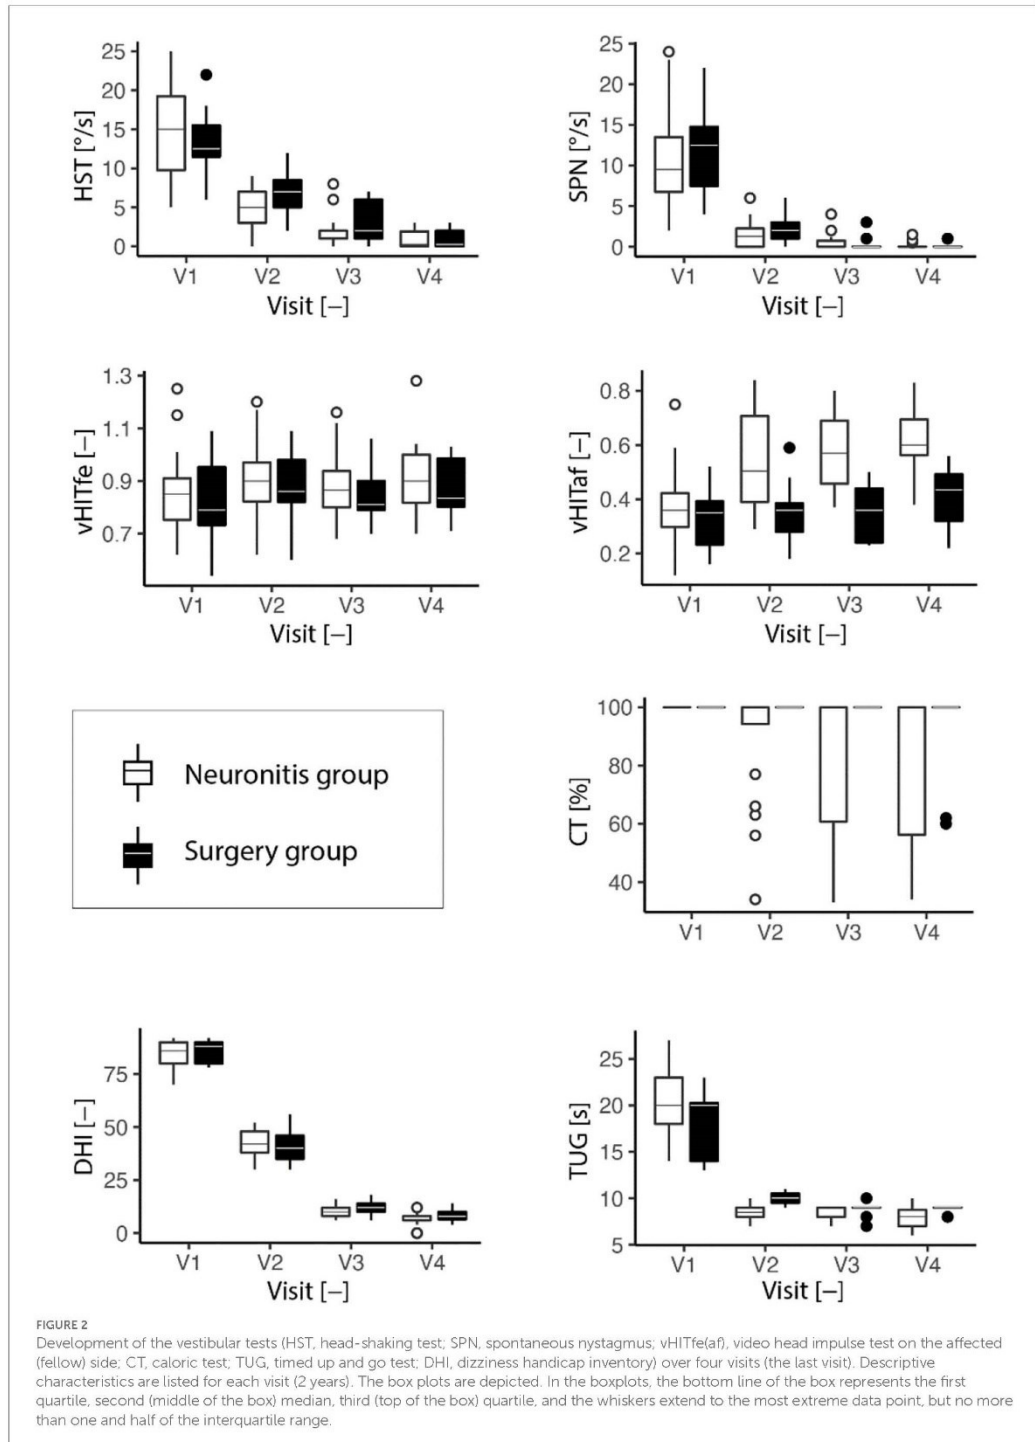 HST [°/s]
25
20
15
10
5
0
V1 V2 V3 V4
Visit [–]
SPN [°/s]
25
20
15
10
5
0
V1 V2 V3 V4
Visit [–]
vHITfe [–]
1.3
1.1
0.9
0.7
V1 V2 V3 V4
Visit [–]
vHITaf [–]
0.8
0.6
0.4
0.2
V1 V2 V3 V4
Visit [–]
Neuronitis group
Surgery group
CT [%]
100
80
60
40
V1 V2 V3 V4
DHI [–]
75
50
25
0
V1 V2 V3 V4
Visit [–]
TUG [s]
25
20
15
10
5
V1 V2 V3 V4
Visit [–]
FIGURE 2
Development of the vestibular tests (HST, head-shaking test; SPN, spontaneous nystagmus; vHITfe(af), video head impulse test on the affected
(fellow) side; CT, caloric test; TUG, timed up and go test; DHI, dizziness handicap inventory) over four visits (the last visit). Descriptive
characteristics are listed for each visit (2 years). The box plots are depicted. In the boxplots, the bottom line of the box represents the first
quartile, second (middle of the box) median, third (top of the box) quartile, and the whiskers extend to the most extreme data point, but no more
than one and half of the interquartile range.